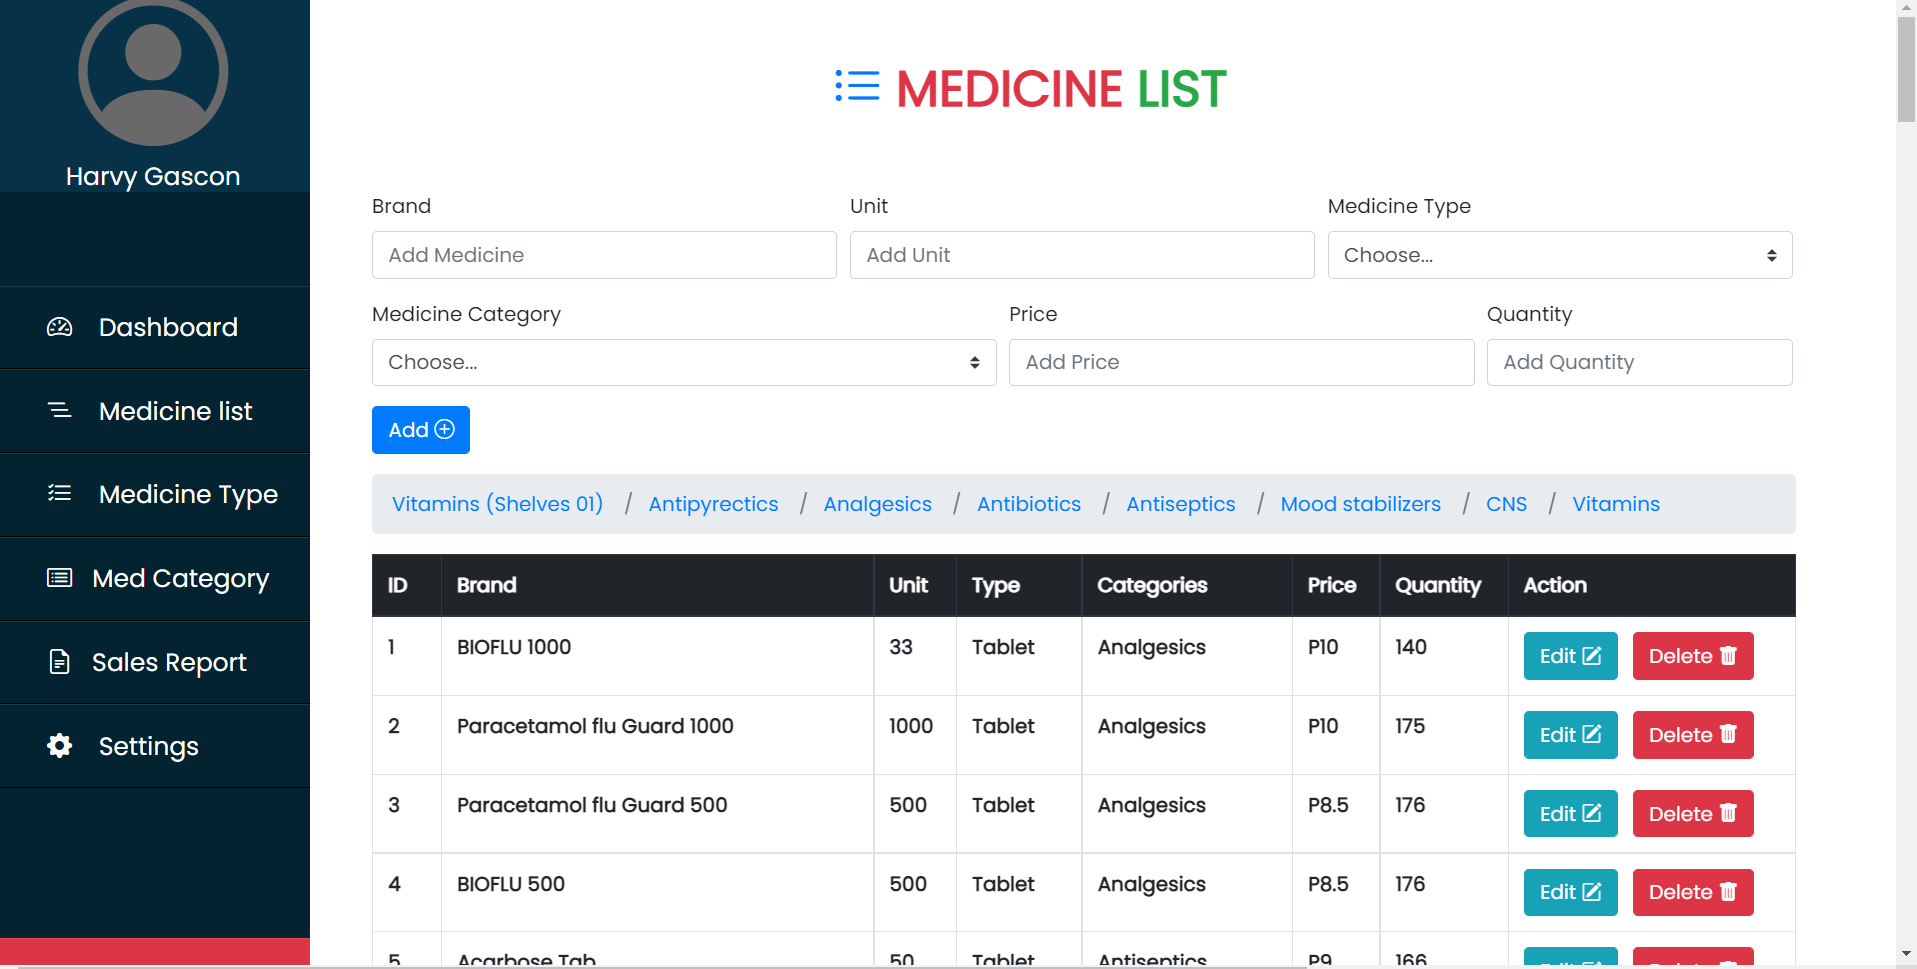 Harvy Gascon
Dashboard
Medicine list
Medicine Type
Med Category
Sales Report
Settings
MEDICINE LIST
Brand Unit Medicine Type
Add Medicine Add Unit Choose...
Medicine Category Price Quantity
Choose... Add Price Add Quantity
Add
Vitamins (Shelves 01) / Antipyrectics / Analgesics / Antibiotics / Antiseptics / Mood stabilizers / CNS / Vitamins
ID Brand Unit Type Categories Price Quantity Action
1 BIOFLU 1000 33 Tablet Analgesics P10 140 Edit Delete
2 Paracetamol flu Guard 1000 1000 Tablet Analgesics P10 175 Edit Delete
3 Paracetamol flu Guard 500 500 Tablet Analgesics P8.5 176 Edit Delete
4 BIOFLU 500 500 Tablet Analgesics P8.5 176 Edit Delete
5 Acarbose Tab 50 Tablet Antiseptics P9 166 Edit Delete